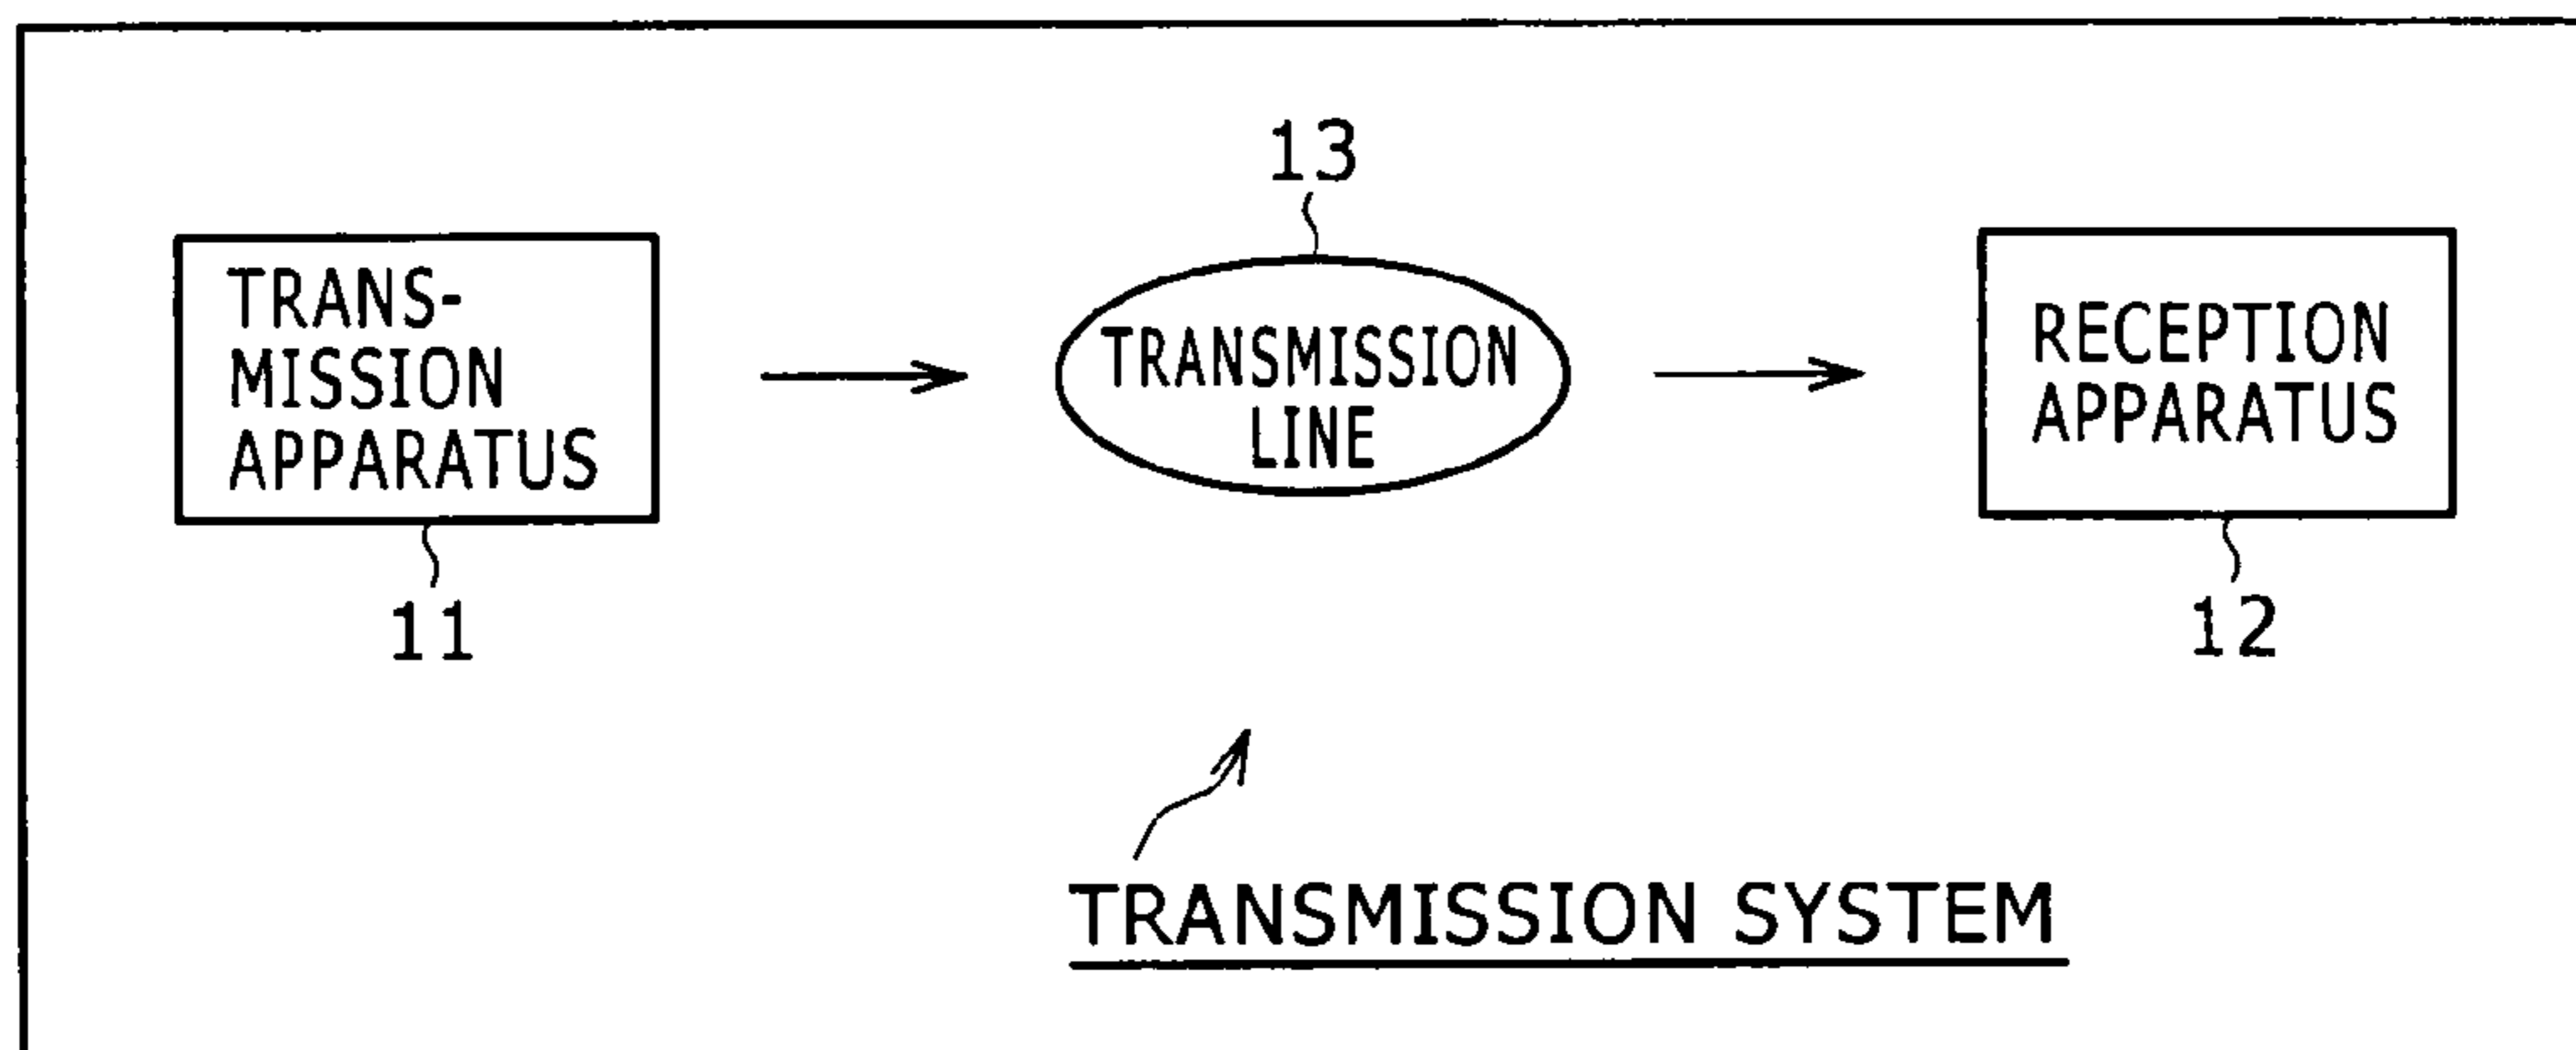 13
TRANS-
MISSION
APPARATUS
TRANSMISSION
LINE
RECEPTION
APPARATUS
11
12
TRANSMISSION SYSTEM